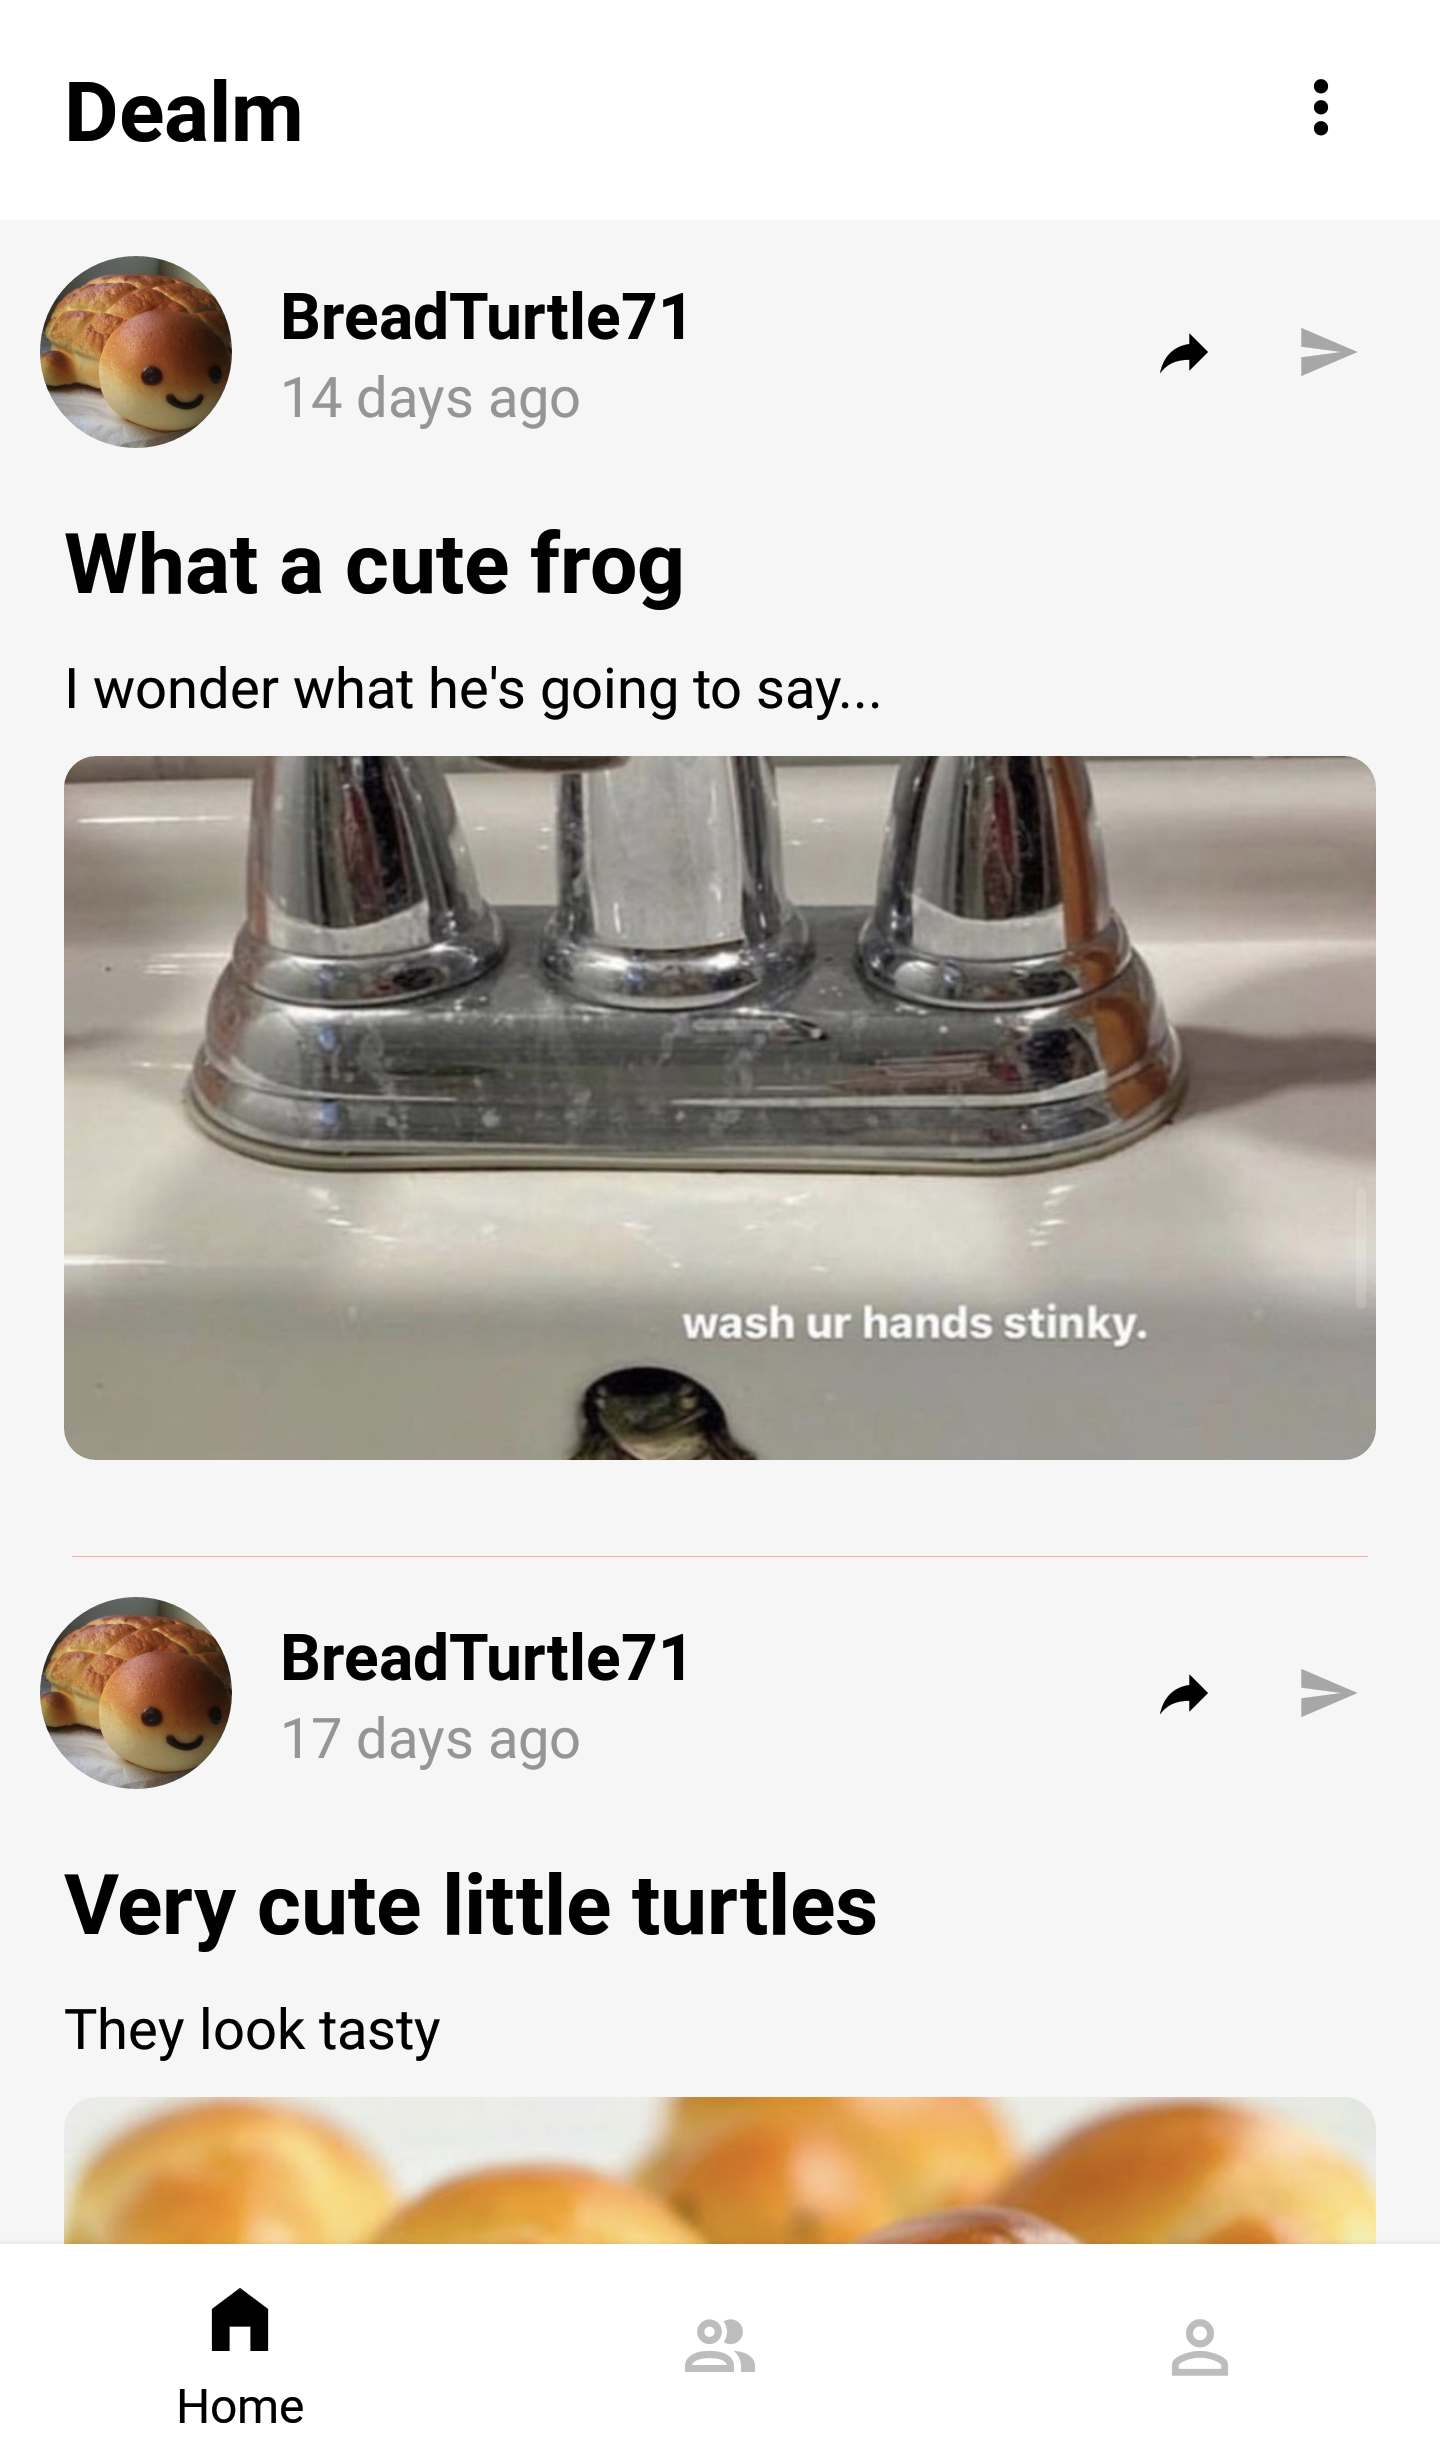 Dealm
BreadTurtle71
14 days ago
What a cute frog
I wonder what he's going to say...
wash ur hands stinky.
BreadTurtle71
17 days ago
Very cute little turtles
They look tasty
Home